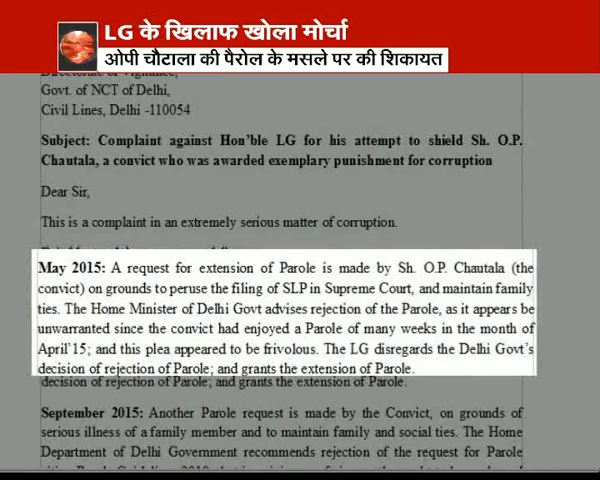 LG के खिलाफ खोला मोर्चा
ओपी चौटाला की पैरोल के मसले पर की शिकायत
Directorate of Vigilance,
Govt. of NCT of Delhi,
Civil Lines, Delhi -110054
Subject: Complaint against Hon'ble LG for his attempt to shield Sh. O.P.
Chautala, a convict who was awarded exemplary punishment for corruption
Dear Sir,
This is a complaint in an extremely serious matter of corruption.
May 2015: A request for extension of Parole is made by Sh. O.P. Chautala (the
convict) on grounds to peruse the filing of SLP in Supreme Court, and maintain family
ties. The Home Minister of Delhi Govt advises rejection of the Parole, as it appears be
unwarranted since the convict had enjoyed a Parole of many weeks in the month of
April'15; and this plea appeared to be frivolous. The LG disregards the Delhi Govt's
decision of rejection of Parole; and grants the extension of Parole.
decision of rejection of Parole; and grants the extension of Parole.
September 2015: Another Parole request is made by the Convict, on grounds of
serious illness of a family member and to maintain family and social ties. The Home
Department of Delhi Government recommends rejection of the request for Parole